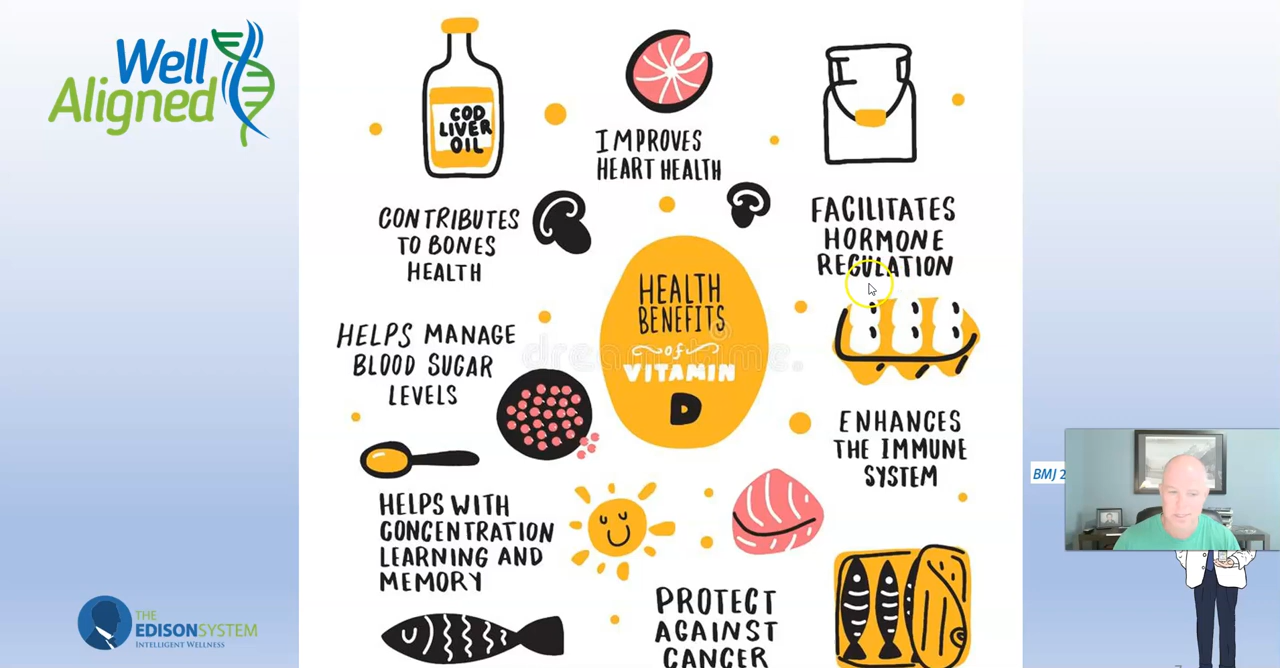 Well
Aligned
COD
LIVER
OIL
IMPROVES
HEART HEALTH
FACILITATES
HORMONE
REGULATION
CONTRIBUTES
TO BONES
HEALTH
HEALTH
BENEFITS
of
VITAMIN
D
HELPS MANAGE
BLOOD SUGAR
LEVELS
ENHANCES
THE IMMUNE
SYSTEM
BMJ 2
HELPS WITH
CONCENTRATION
LEARNING AND
MEMORY
PROTECT
AGAINST
CANCER
THE
EDISONSYSTEM
INTELLIGENT WELLNESS